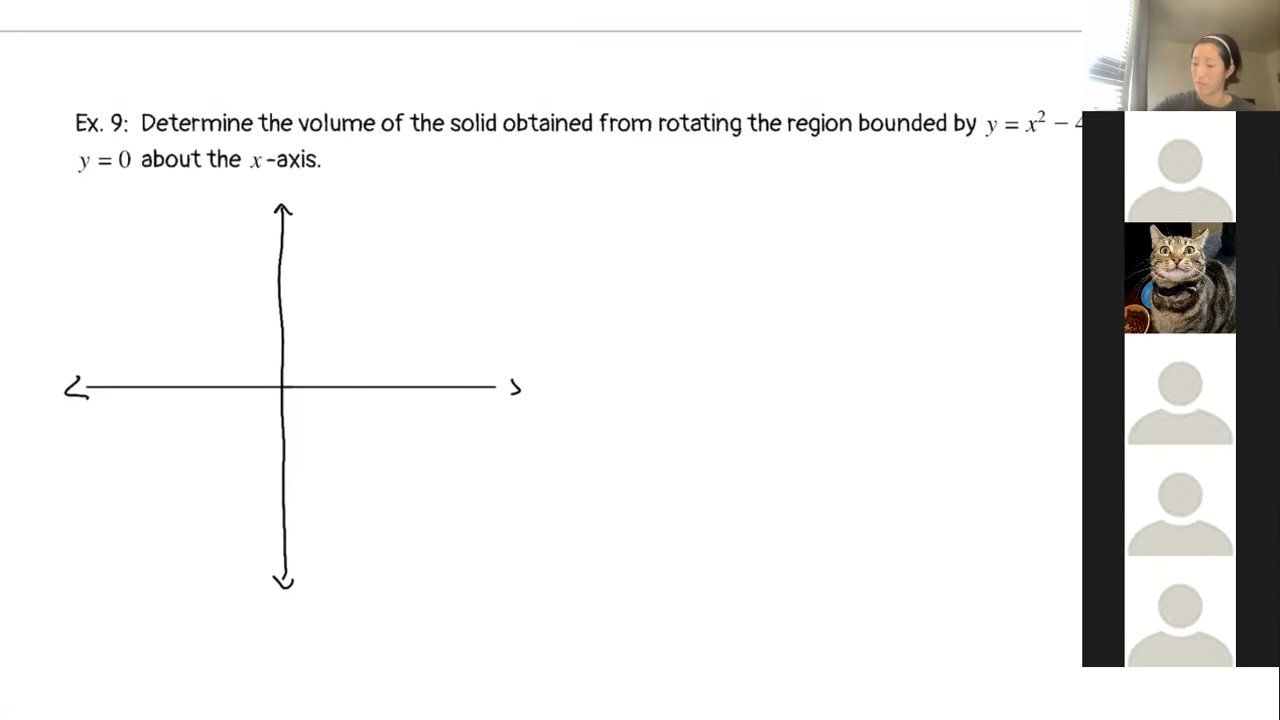 Ex. 9: Determine the volume of the solid obtained from rotating the region bounded by y = x² −
y = 0 about the x-axis.